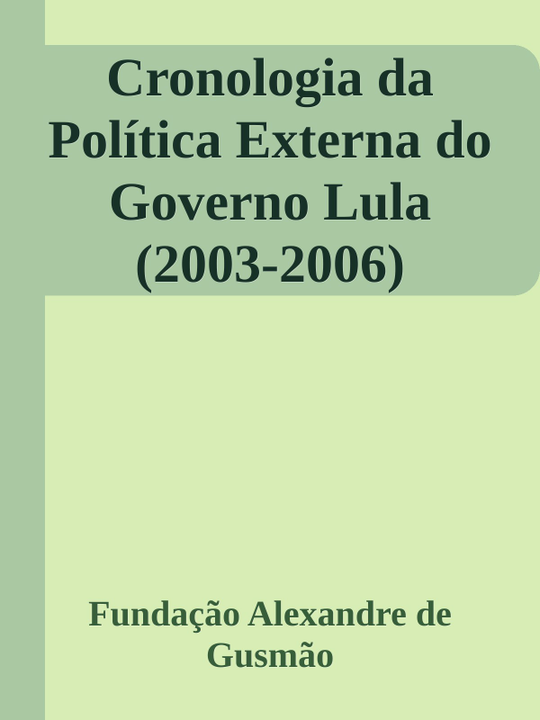 Cronologia da
Política Externa do
Governo Lula
(2003-2006)
Fundação Alexandre de
Gusmão